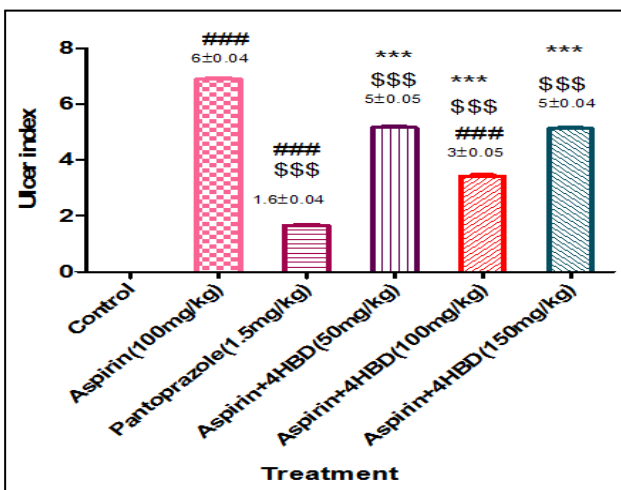 8
6
4
2
0
Ulcer index
###
6±0.04
###
$$$
1.6±0.04
***
$$$
5±0.05
***
$$$
###
3±0.05
***
$$$
5±0.04
Control
Aspirin(100mg/kg)
Pantoprazole(1.5mg/kg)
Aspirin+4HBD(50mg/kg)
Aspirin+4HBD(100mg/kg)
Aspirin+4HBD(150mg/kg)
Treatment